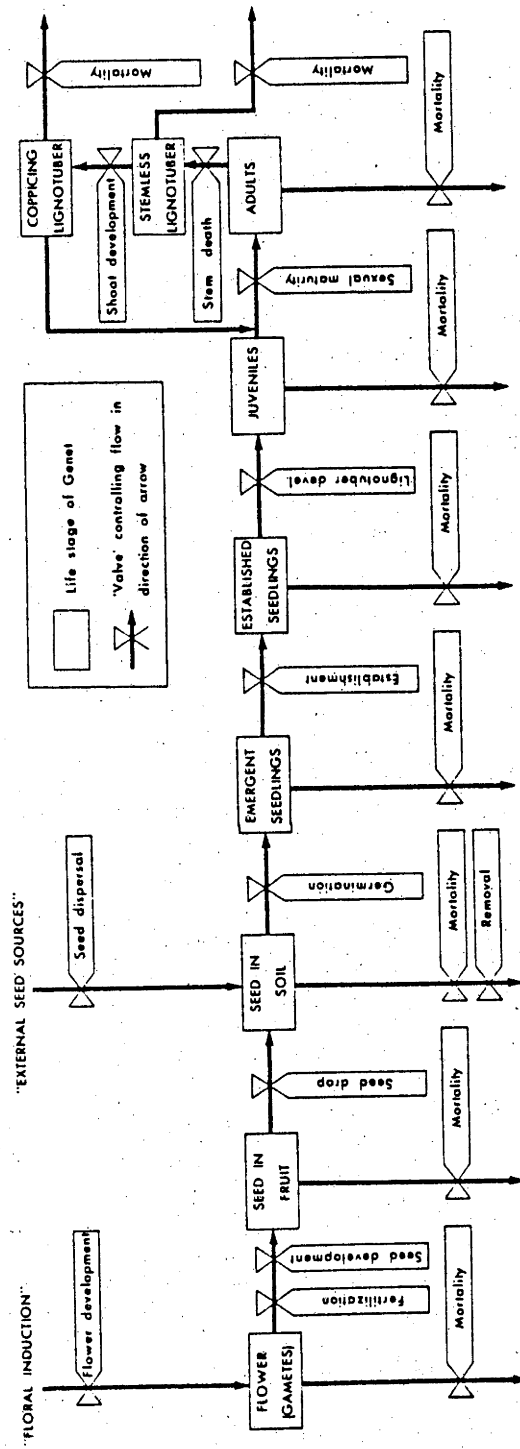 "FLORAL INDUCTION"
Flower development
"EXTERNAL SEED SOURCES"
Seed dispersal
Life stage of Genet
'Valve' controlling flow in
direction of arrow
COPPICING
LIGNOTUBER
Mortality
Shoot development
STEMLESS
LIGNOTUBER
Mortality
Stem death
FLOWER
(GAMETES)
Fertilization
Seed development
SEED IN
FRUIT
Seed drop
SEED IN
SOIL
Germination
EMERGENT
SEEDLINGS
Establishment
ESTABLISHED
SEEDLINGS
Lignotuber devel.
JUVENILES
Sexual maturity
ADULTS
Mortality
Mortality
Mortality
Removal
Mortality
Mortality
Mortality
Mortality